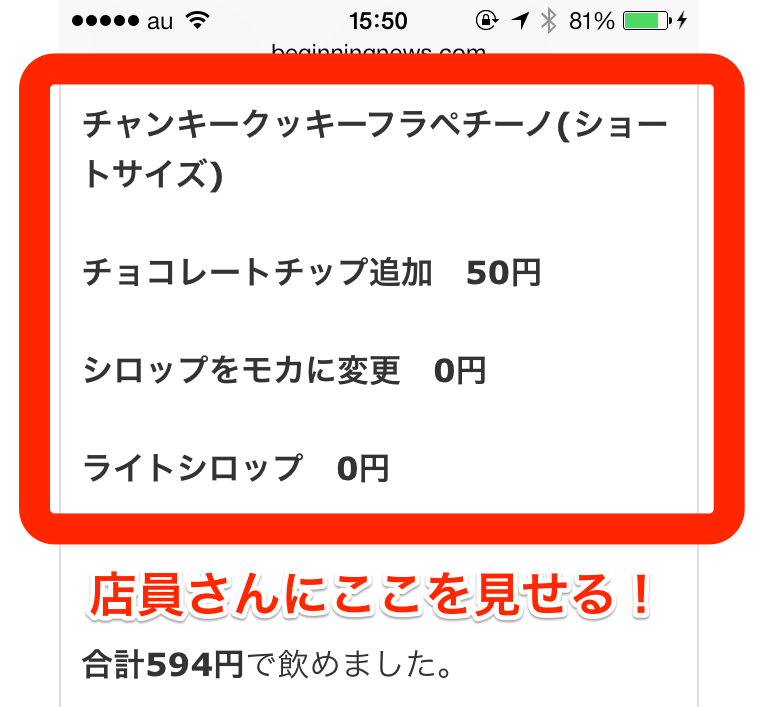 au 15:50 81%
beginningnews.com
チャンキークッキーフラペチーノ(ショー
トサイズ)
チョコレートチップ追加　50円
シロップをモカに変更　0円
ライトシロップ　0円
店員さんにここを見せる！
合計594円で飲めました。